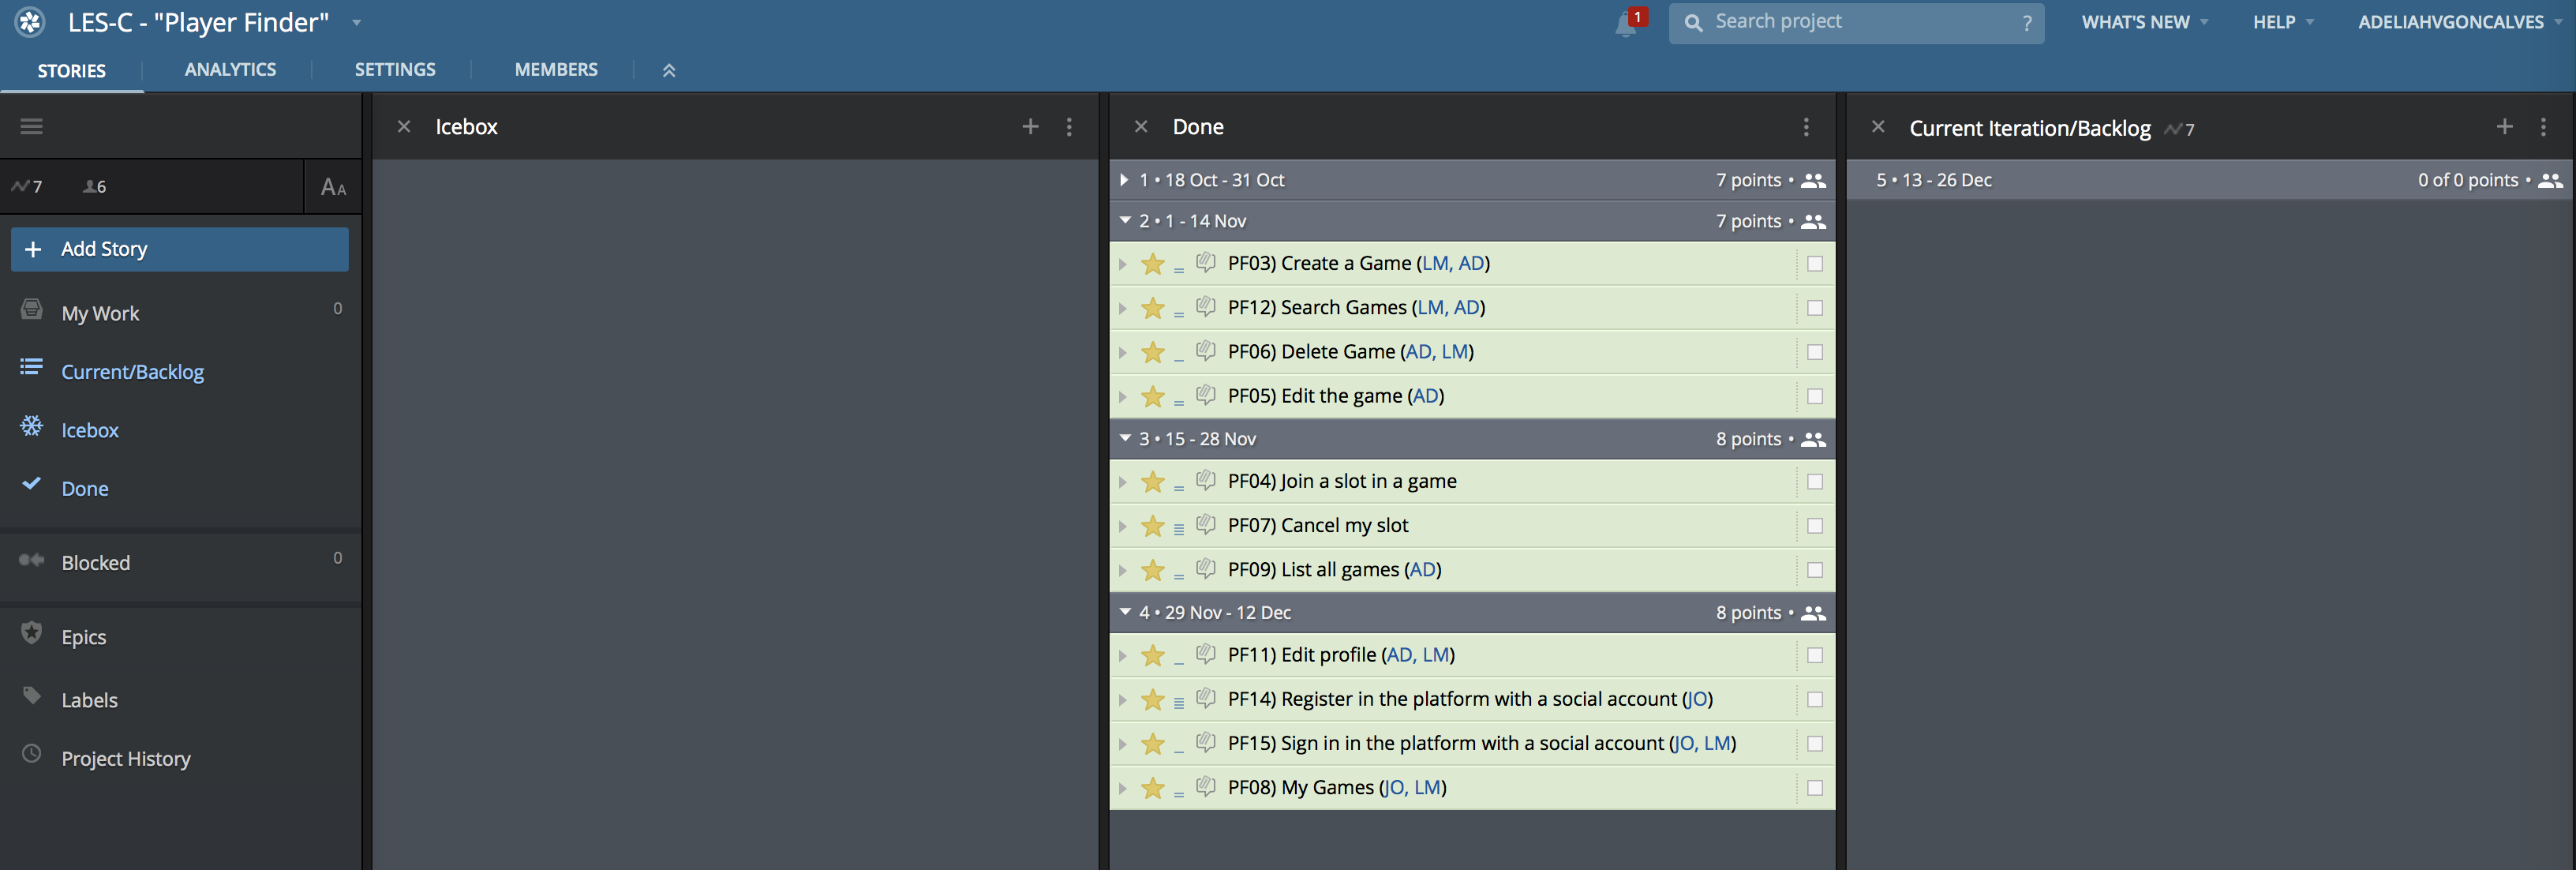 LES-C - "Player Finder"
1
Search project ?
WHAT'S NEW
HELP
ADELIAHVGONCALVES
STORIES
ANALYTICS
SETTINGS
MEMBERS
7 6 AA
Add Story
My Work 0
Current/Backlog
Icebox
Done
Blocked 0
Epics
Labels
Project History
Icebox
Done
1 • 18 Oct - 31 Oct 7 points •
2 • 1 - 14 Nov 7 points •
PF03) Create a Game (LM, AD)
PF12) Search Games (LM, AD)
PF06) Delete Game (AD, LM)
PF05) Edit the game (AD)
3 • 15 - 28 Nov 8 points •
PF04) Join a slot in a game
PF07) Cancel my slot
PF09) List all games (AD)
4 • 29 Nov - 12 Dec 8 points •
PF11) Edit profile (AD, LM)
PF14) Register in the platform with a social account (JO)
PF15) Sign in in the platform with a social account (JO, LM)
PF08) My Games (JO, LM)
Current Iteration/Backlog 7
5 • 13 - 26 Dec 0 of 0 points •